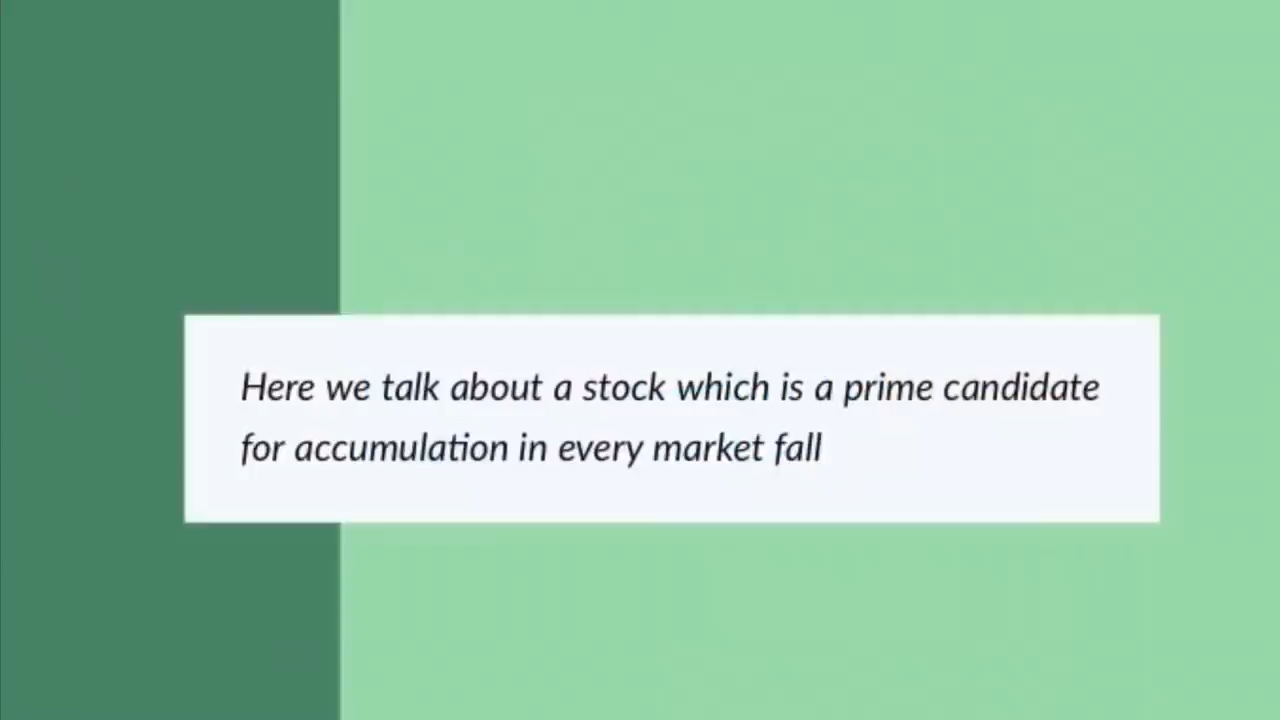 Here we talk about a stock which is a prime candidate
for accumulation in every market fall